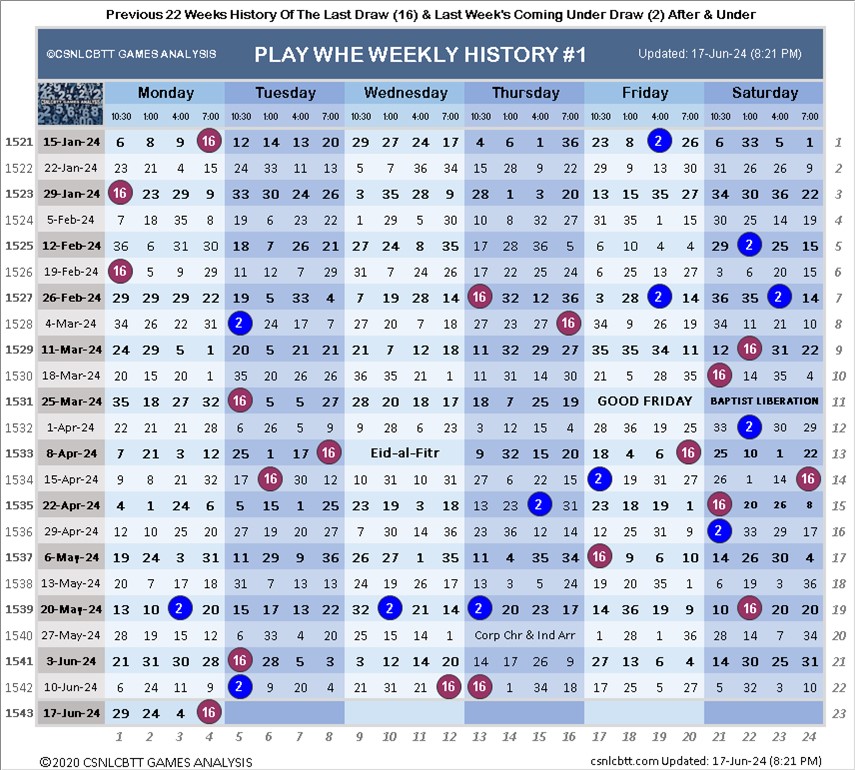 Previous 22 Weeks History Of The Last Draw (16) & Last Week's Coming Under Draw (2) After & Under
©CSNLCBTT GAMES ANALYSIS PLAY WHE WEEKLY HISTORY #1 Updated: 17-Jun-24 (8:21 PM)
Monday Tuesday Wednesday Thursday Friday Saturday
CSNLCBTT GAMES ANALYSIS 10:30 1:00 4:00 7:00 10:30 1:00 4:00 7:00 10:30 1:00 4:00 7:00 10:30 1:00 4:00 7:00 10:30 1:00 4:00 7:00 10:30 1:00 4:00 7:00
1521 15-Jan-24 6 8 9 16 12 14 13 20 29 27 24 17 4 6 1 36 23 8 2 26 6 33 5 1 1
1522 22-Jan-24 23 21 4 15 24 33 11 13 5 7 36 34 15 28 9 22 29 9 13 30 31 26 26 9 2
1523 29-Jan-24 16 23 29 9 33 30 24 26 3 35 28 9 28 1 3 20 13 15 35 27 34 30 36 22 3
1524 5-Feb-24 7 18 35 8 19 6 23 22 1 29 5 30 10 8 32 27 31 35 1 15 30 25 14 19 4
1525 12-Feb-24 36 6 31 30 18 7 26 21 27 24 8 35 17 28 36 5 6 10 4 4 29 2 25 15 5
1526 19-Feb-24 16 5 9 29 11 12 7 29 31 7 24 26 17 22 25 24 6 25 13 27 3 6 20 15 6
1527 26-Feb-24 29 29 29 22 19 5 33 4 7 19 28 14 16 32 12 36 3 28 2 14 36 35 2 14 7
1528 4-Mar-24 34 26 22 31 2 24 17 7 27 20 7 18 27 23 27 16 34 9 26 19 34 11 21 10 8
1529 11-Mar-24 24 29 5 1 20 5 21 21 21 7 12 18 11 32 29 27 35 35 34 11 12 16 31 22 9
1530 18-Mar-24 20 15 20 1 35 20 26 26 36 35 21 1 11 31 14 30 21 5 28 35 16 14 35 4 10
1531 25-Mar-24 35 18 27 32 16 5 5 27 28 20 18 17 18 7 25 19 GOOD FRIDAY BAPTIST LIBERATION 11
1532 1-Apr-24 22 21 21 28 6 26 5 9 9 28 6 23 3 12 15 4 28 36 19 25 33 2 30 29 12
1533 8-Apr-24 7 21 3 12 25 1 17 16 Eid-al-Fitr 9 32 15 20 18 4 6 16 25 10 1 22 13
1534 15-Apr-24 9 8 21 32 17 16 30 12 10 31 10 31 27 6 22 15 2 19 31 27 26 1 14 16 14
1535 22-Apr-24 4 1 24 6 5 15 1 25 23 19 3 18 13 23 2 31 23 18 19 1 16 20 26 8 15
1536 29-Apr-24 12 10 25 20 27 19 20 27 7 30 14 36 23 36 12 14 12 25 31 9 2 33 29 17 16
1537 6-May-24 19 24 3 31 11 29 9 36 26 27 1 35 11 4 35 34 16 9 6 10 14 26 30 4 17
1538 13-May-24 20 7 17 18 31 7 13 13 24 19 26 17 13 3 5 24 19 20 35 1 6 19 3 36 18
1539 20-May-24 13 10 2 20 15 17 13 22 32 2 21 14 2 20 23 17 14 36 19 9 10 16 20 20 19
1540 27-May-24 28 19 15 12 6 33 4 20 25 15 14 1 Corp Chr & Ind Arr 1 28 1 36 28 14 7 34 20
1541 3-Jun-24 21 31 30 28 16 28 5 3 3 12 14 20 14 17 26 9 27 13 6 4 14 30 25 31 21
1542 10-Jun-24 6 24 11 9 2 9 20 4 21 31 21 16 16 1 34 18 17 25 5 27 5 32 3 10 22
1543 17-Jun-24 29 24 4 16 23
1 2 3 4 5 6 7 8 9 10 11 12 13 14 15 16 17 18 19 20 21 22 23 24
©2020 CSNLCBTT GAMES ANALYSIS csnlcbtt.com Updated: 17-Jun-24 (8:21 PM)